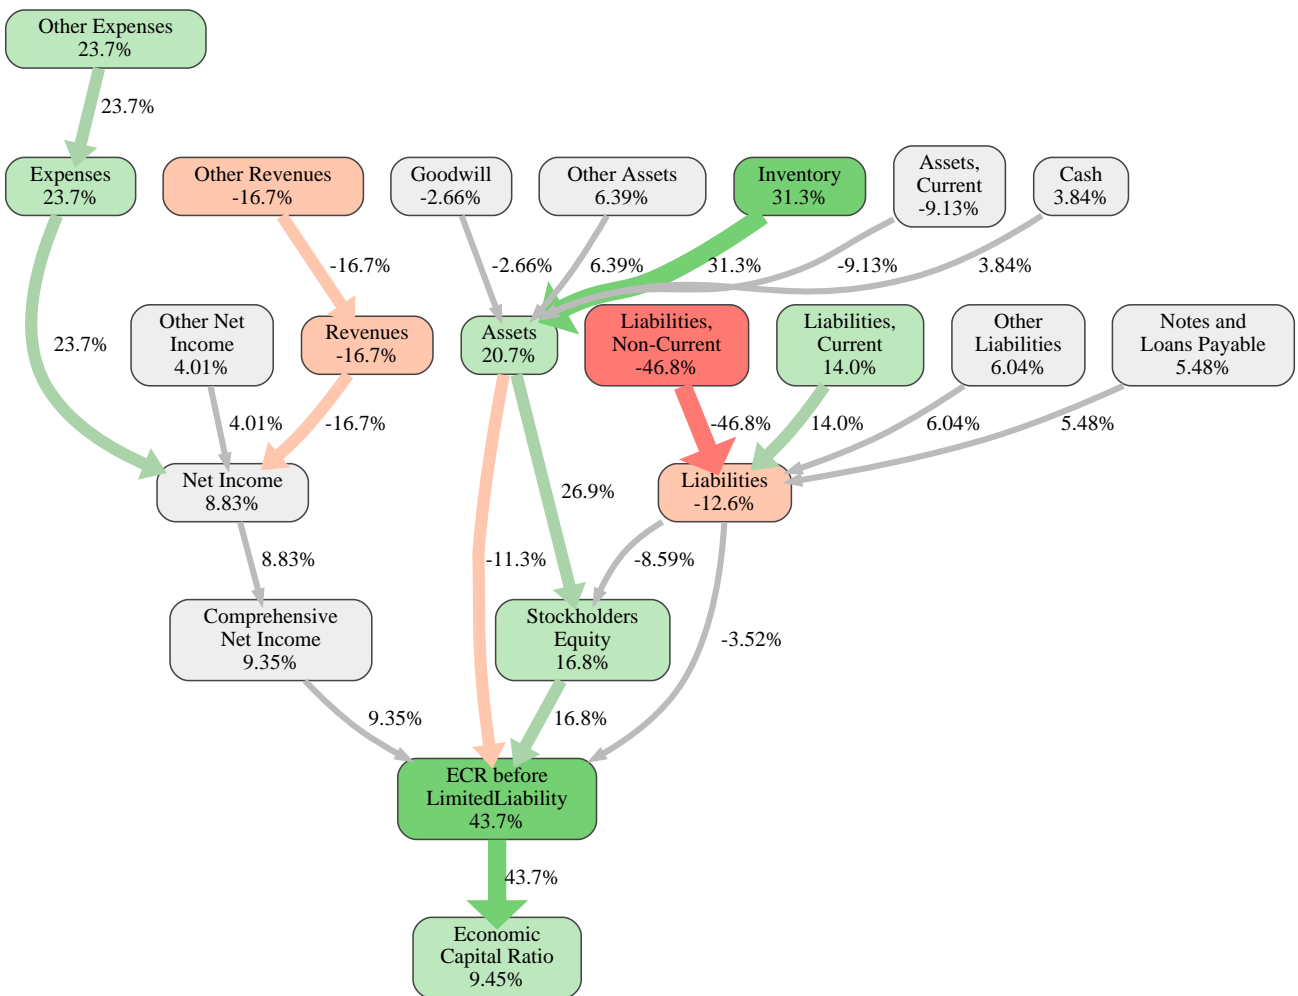 Other Expenses
23.7%
23.7%
Expenses
23.7%
Other Revenues
-16.7%
Goodwill
-2.66%
Other Assets
6.39%
Inventory
31.3%
Assets,
Current
-9.13%
Cash
3.84%
-16.7%
-2.66%
6.39%
31.3%
-9.13%
3.84%
23.7%
Other Net
Income
4.01%
Revenues
-16.7%
Assets
20.7%
Liabilities,
Non-Current
-46.8%
Liabilities,
Current
14.0%
Other
Liabilities
6.04%
Notes and
Loans Payable
5.48%
4.01%
-16.7%
-46.8%
14.0%
6.04%
5.48%
Net Income
8.83%
26.9%
Liabilities
-12.6%
8.83%
-11.3%
-8.59%
Comprehensive
Net Income
9.35%
Stockholders
Equity
16.8%
-3.52%
9.35%
16.8%
ECR before
LimitedLiability
43.7%
43.7%
Economic
Capital Ratio
9.45%